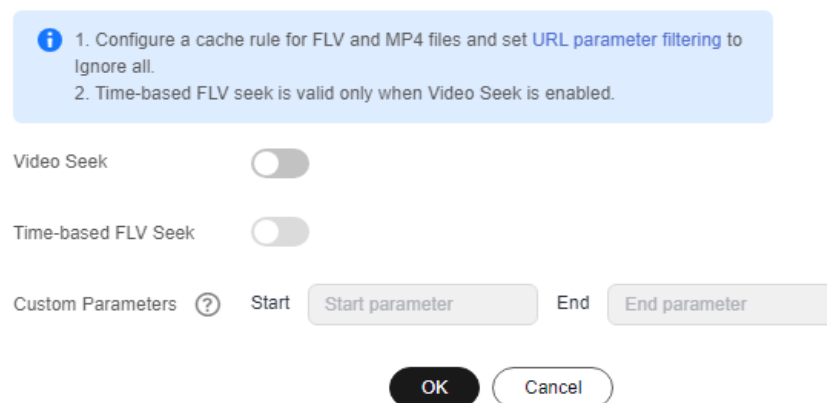 1. Configure a cache rule for FLV and MP4 files and set URL parameter filtering to
Ignore all.
2. Time-based FLV seek is valid only when Video Seek is enabled.
Video Seek
Time-based FLV Seek
Custom Parameters ? Start Start parameter End End parameter
OK Cancel